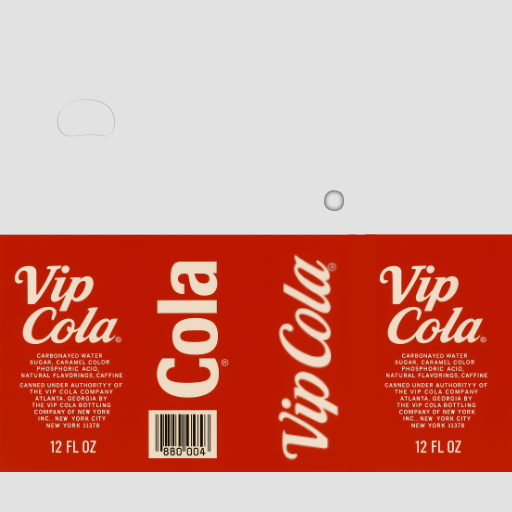 Vip
Cola®
CARBONAYED WATER
SUGAR, CARAMEL COLOR
PHOSPHORIC ACID,
NATURAL FLAVORINGS, CAFFINE
CANNED UNDER AUTHORITYY OF
THE VIP COLA COMPANY
ATLANTA, GEORGIA BY
THE VIP COLA BOTTLING
COMPANY OF NEW YORK
INC., NEW YORK CITY
NEW YORK 11378
12 FL OZ
Cola®
880 004
Vip Cola®
Vip
Cola®
CARBONAYED WATER
SUGAR, CARAMEL COLOR
PHOSPHORIC ACID,
NATURAL FLAVORINGS, CAFFINE
CANNED UNDER AUTHORITYY OF
THE VIP COLA COMPANY
ATLANTA, GEORGIA BY
THE VIP COLA BOTTLING
COMPANY OF NEW YORK
INC., NEW YORK CITY
NEW YORK 11378
12 FL OZ